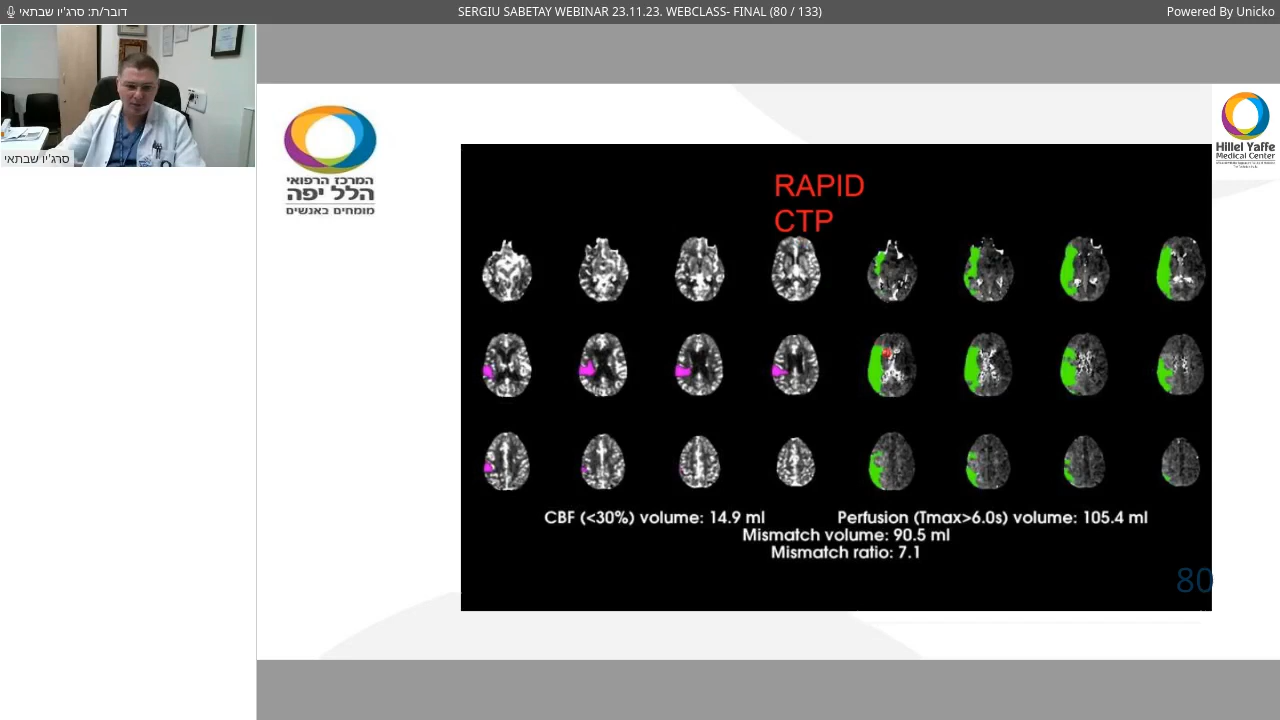 דובר/ת: סרג'יו שבתאי
SERGIU SABETAY WEBINAR 23.11.23. WEBCLASS- FINAL (80 / 133)
Powered By Unicko
סרג'יו שבתאי
המרכז הרפואי
הלל יפה
מומחים באנשים
Hillel Yaffe
Medical Center
RAPID
CTP
CBF (<30%) volume: 14.9 ml
Perfusion (Tmax>6.0s) volume: 105.4 ml
Mismatch volume: 90.5 ml
Mismatch ratio: 7.1
80